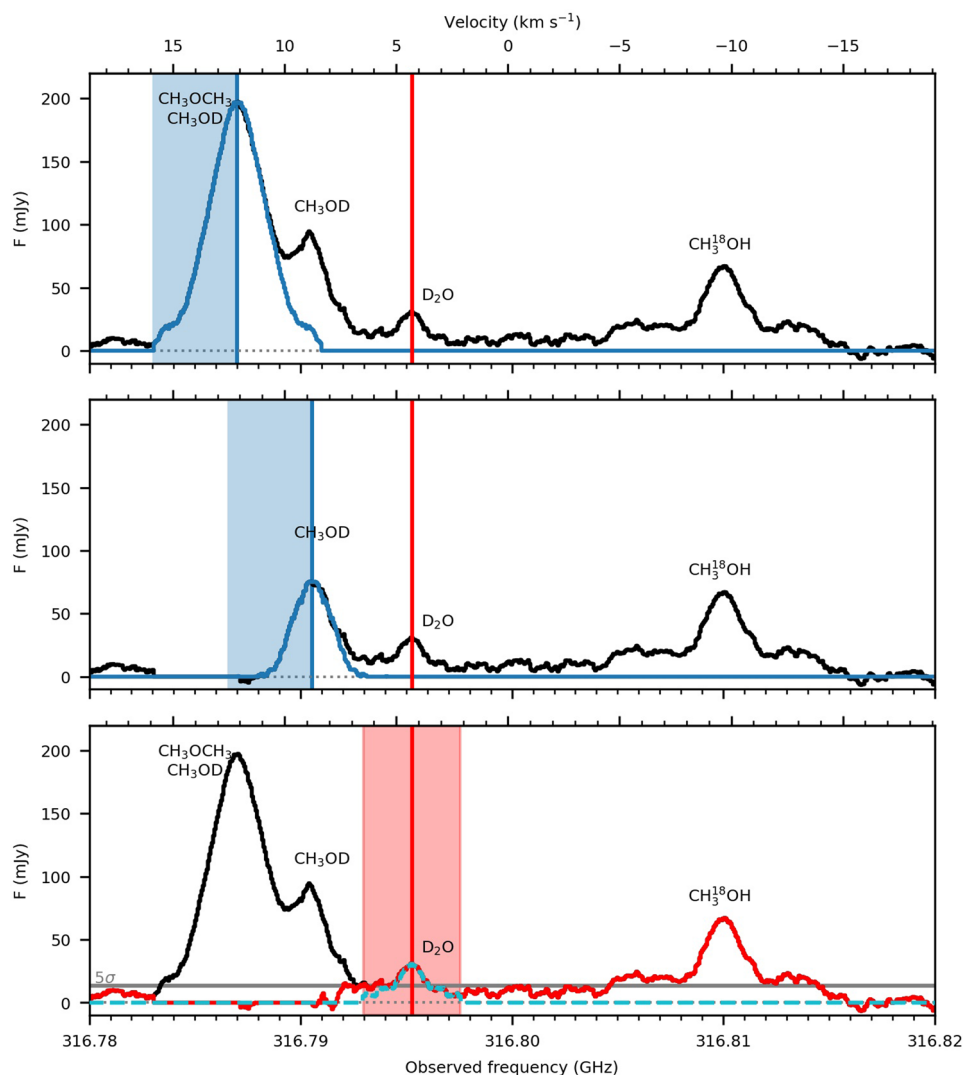 Velocity (km s⁻¹)
15 10 5 0 −5 −10 −15
200
150
100
50
0
F (mJy)
CH₃OCH₃
CH₃OD
CH₃OD
D₂O
CH₃¹⁸OH
200
150
100
50
0
F (mJy)
CH₃OD
D₂O
CH₃¹⁸OH
200
150
100
50
0
F (mJy)
CH₃OCH₃
CH₃OD
CH₃OD
D₂O
CH₃¹⁸OH
5σ
316.78 316.79 316.80 316.81 316.82
Observed frequency (GHz)